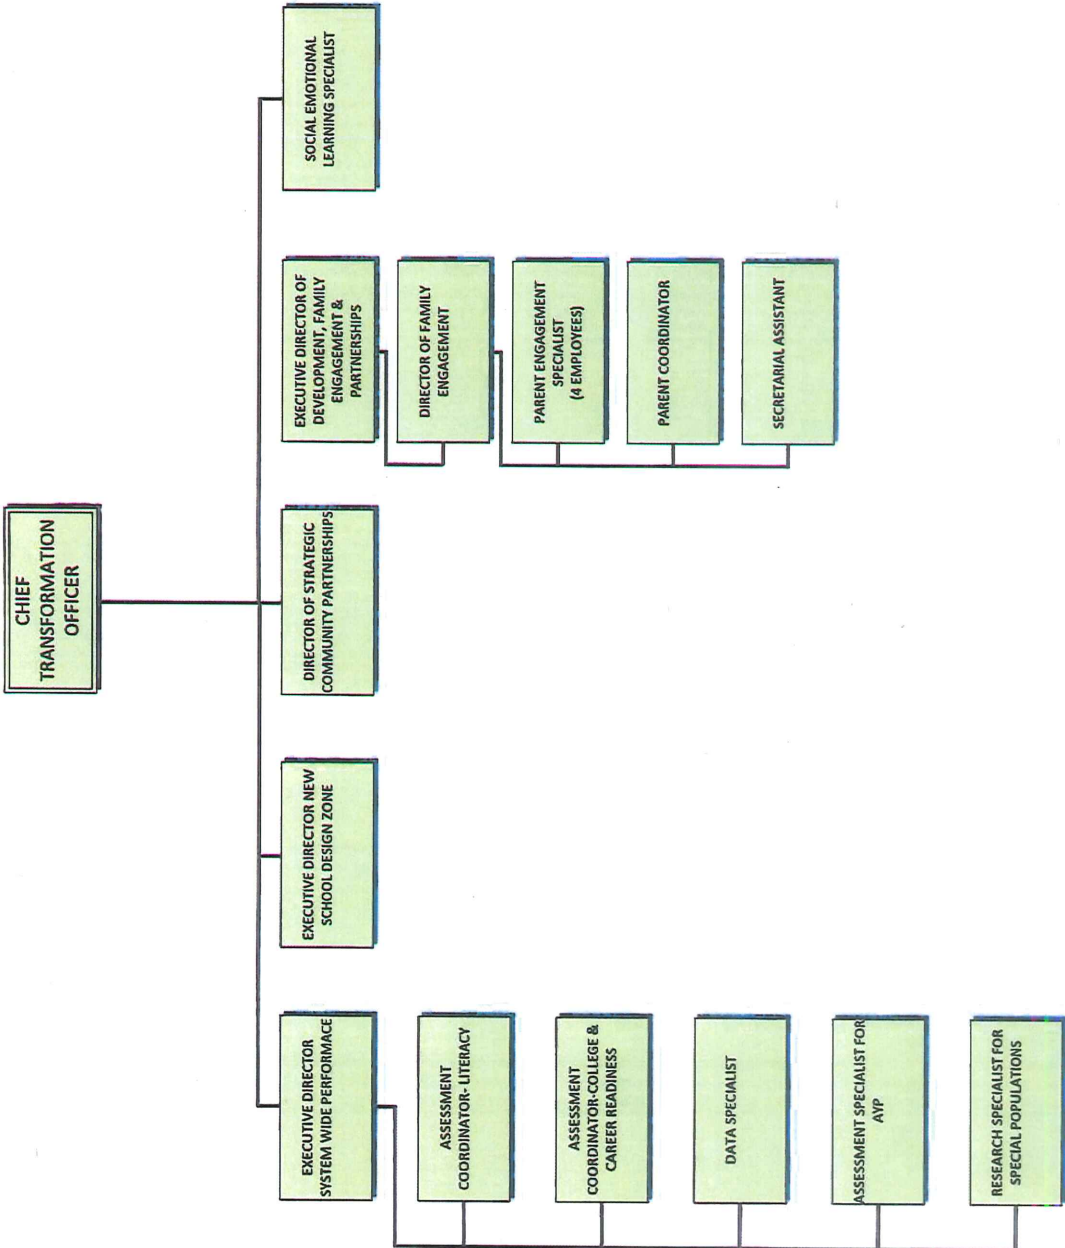 CHIEF
TRANSFORMATION
OFFICER
EXECUTIVE DIRECTOR
SYSTEM WIDE PERFORMACE
ASSESSMENT
COORDINATOR- LITERACY
ASSESSMENT
COORDINATOR-COLLEGE &
CAREER READINESS
DATA SPECIALIST
ASSESSMENT SPECIALIST FOR
AYP
RESEARCH SPECIALIST FOR
SPECIAL POPULATIONS
EXECUTIVE DIRECTOR NEW
SCHOOL DESIGN ZONE
DIRECTOR OF STRATEGIC
COMMUNITY PARTNERSHIPS
EXECUTIVE DIRECTOR OF
DEVELOPMENT, FAMILY
ENGAGEMENT &
PARTNERSHIPS
DIRECTOR OF FAMILY
ENGAGEMENT
PARENT ENGAGEMENT
SPECIALIST
(4 EMPLOYEES)
PARENT COORDINATOR
SECRETARIAL ASSISTANT
SOCIAL EMOTIONAL
LEARNING SPECIALIST